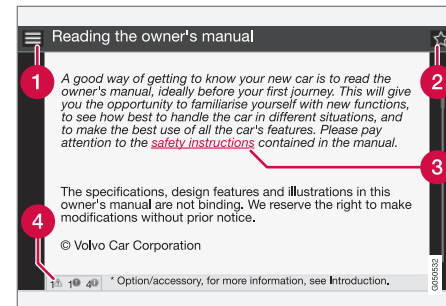 Reading the owner's manual
1
2
A good way of getting to know your new car is to read the
owner's manual, ideally before your first journey. This will give
you the opportunity to familiarise yourself with new functions,
to see how best to handle the car in different situations, and
to make the best use of all the car's features. Please pay
attention to the safety instructions contained in the manual.
3
The specifications, design features and illustrations in this
owner's manual are not binding. We reserve the right to make
modifications without prior notice.
© Volvo Car Corporation
4
1 1 4 * Option/accessory, for more information, see Introduction.
G050532